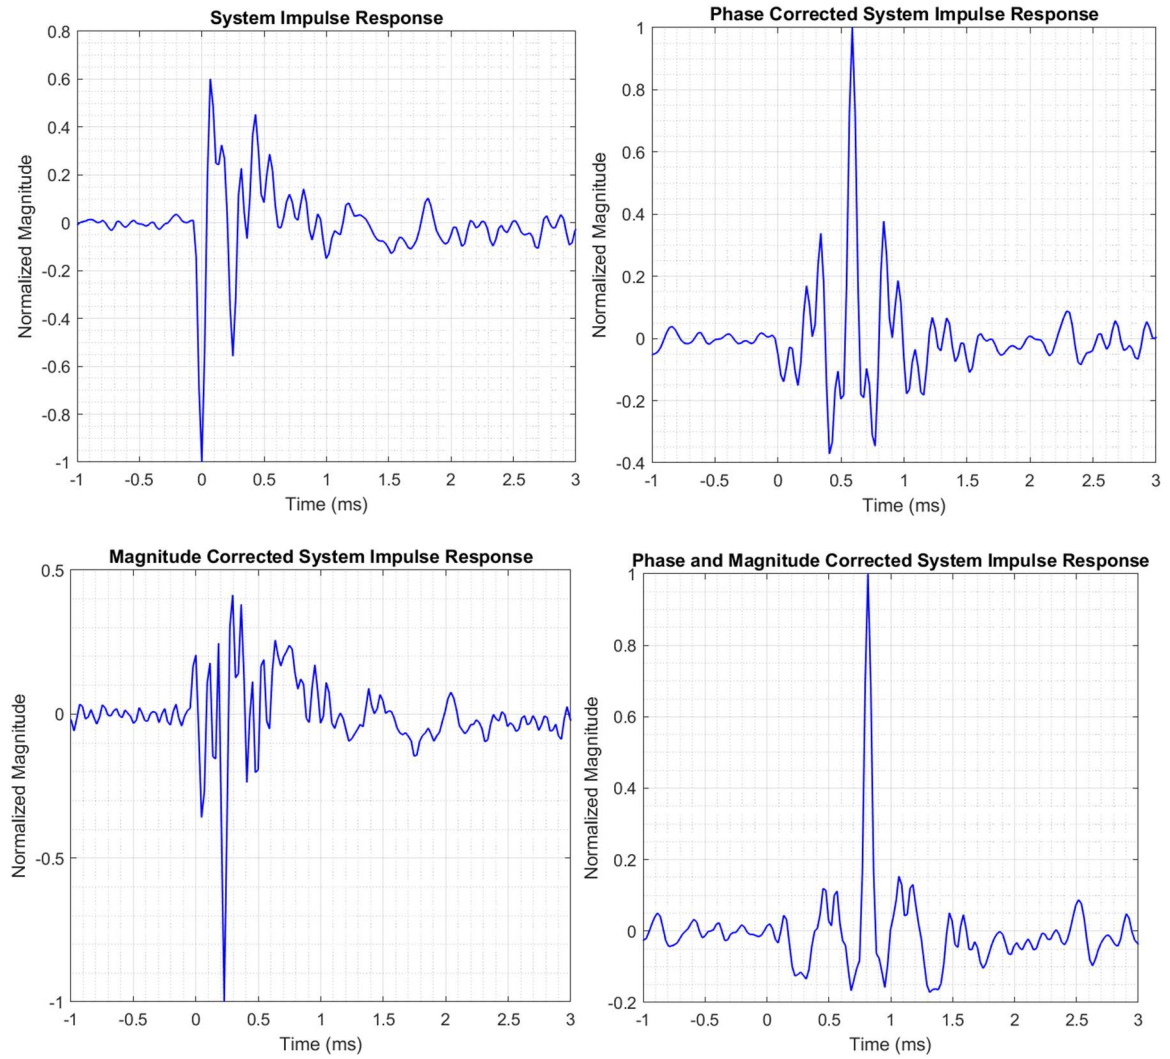 System Impulse Response
0.8
0.6
0.4
0.2
0
-0.2
-0.4
-0.6
-0.8
-1
-1 -0.5 0 0.5 1 1.5 2 2.5 3
Time (ms)
Normalized Magnitude
Phase Corrected System Impulse Response
1
0.8
0.6
0.4
0.2
0
-0.2
-0.4
-1 -0.5 0 0.5 1 1.5 2 2.5 3
Time (ms)
Normalized Magnitude
Magnitude Corrected System Impulse Response
0.5
0
-0.5
-1
-1 -0.5 0 0.5 1 1.5 2 2.5 3
Time (ms)
Normalized Magnitude
Phase and Magnitude Corrected System Impulse Response
1
0.8
0.6
0.4
0.2
0
-0.2
-1 -0.5 0 0.5 1 1.5 2 2.5 3
Time (ms)
Normalized Magnitude